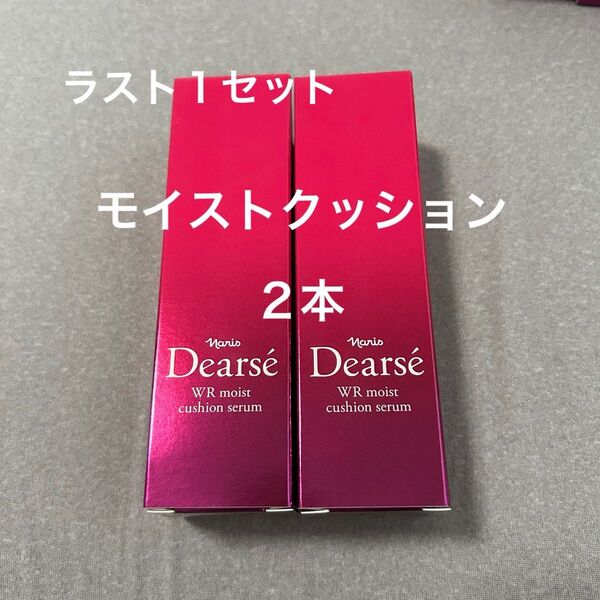 ラスト１セット
モイストクッション
２本
Naris
Dearsé
WR moist
cushion serum
Naris
Dearsé
WR moist
cushion serum